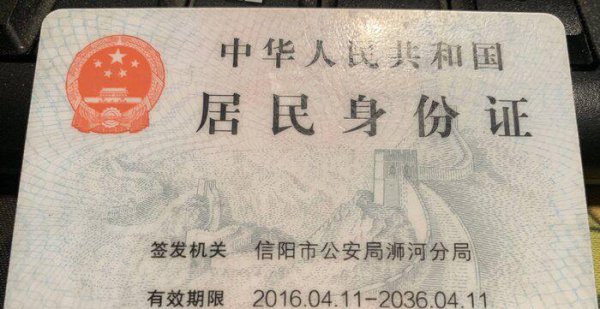 中华人民共和国
居民身份证
签发机关 信阳市公安局浉河分局
有效期限 2016.04.11-2036.04.11